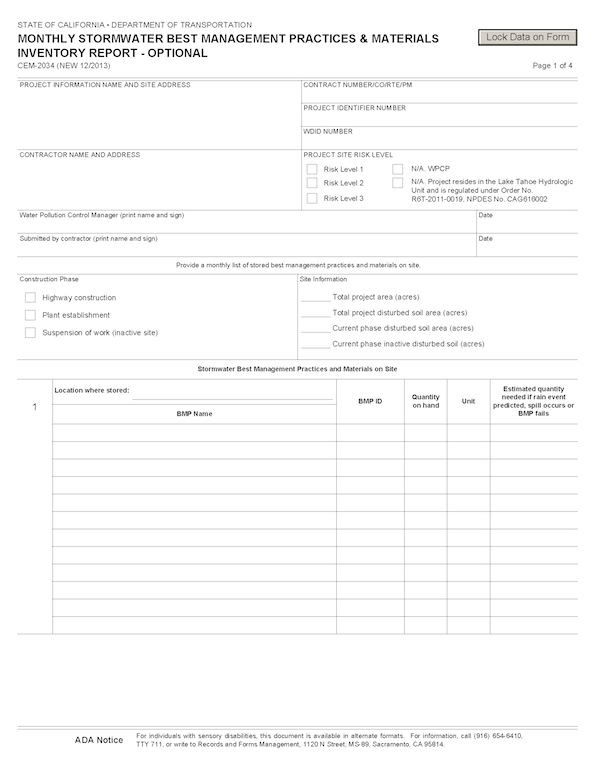 STATE OF CALIFORNIA • DEPARTMENT OF TRANSPORTATION
MONTHLY STORMWATER BEST MANAGEMENT PRACTICES & MATERIALS
INVENTORY REPORT - OPTIONAL
Lock Data on Form
CEM-2034 (NEW 12/2013)
Page 1 of 4
PROJECT INFORMATION NAME AND SITE ADDRESS
CONTRACT NUMBER/CO/RTE/PM
PROJECT IDENTIFIER NUMBER
WDID NUMBER
CONTRACTOR NAME AND ADDRESS
PROJECT SITE RISK LEVEL
Risk Level 1
Risk Level 2
Risk Level 3
N/A. WPCP
N/A. Project resides in the Lake Tahoe Hydrologic
Unit and is regulated under Order No.
R6T-2011-0019, NPDES No. CAG616002
Water Pollution Control Manager (print name and sign)
Date
Submitted by contractor (print name and sign)
Date
Provide a monthly list of stored best management practices and materials on site.
Construction Phase
Highway construction
Plant establishment
Suspension of work (inactive site)
Site Information
Total project area (acres)
Total project disturbed soil area (acres)
Current phase disturbed soil area (acres)
Current phase inactive disturbed soil (acres)
Stormwater Best Management Practices and Materials on Site
1
Location where stored:
BMP Name
BMP ID
Quantity
on hand
Unit
Estimated quantity
needed if rain event
predicted, spill occurs or
BMP fails
ADA Notice
For individuals with sensory disabilities, this document is available in alternate formats. For information, call (916) 654-6410,
TTY 711, or write to Records and Forms Management, 1120 N Street, MS-89, Sacramento, CA 95814.